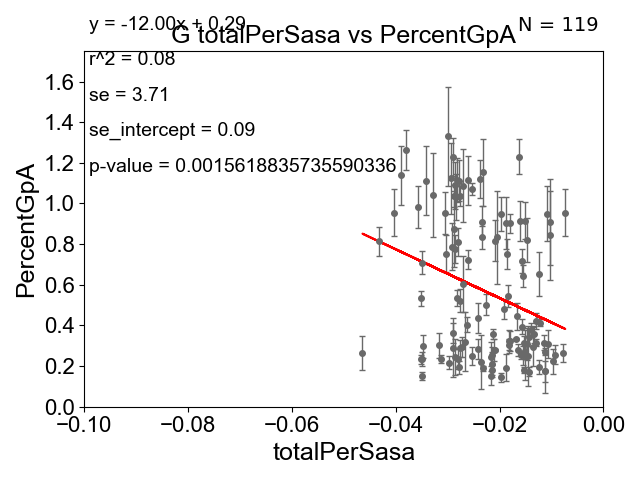 y = -12.00x + 0.29
N = 119
G totalPerSasa vs PercentGpA
r^2 = 0.08
se = 3.71
se_intercept = 0.09
p-value = 0.0015618835735590336
PercentGpA
1.6
1.4
1.2
1.0
0.8
0.6
0.4
0.2
0.0
−0.10 −0.08 −0.06 −0.04 −0.02 0.00
totalPerSasa